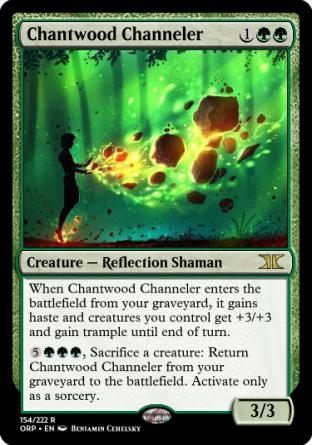 Chantwood Channeler 1
Creature — Reflection Shaman
When Chantwood Channeler enters the
battlefield from your graveyard, it gains
haste and creatures you control get +3/+3
and gain trample until end of turn.
5, Sacrifice a creature: Return
Chantwood Channeler from your
graveyard to the battlefield. Activate only
as a sorcery.
3/3
154/222 R
ORP • EN Benjamin Cehelsky